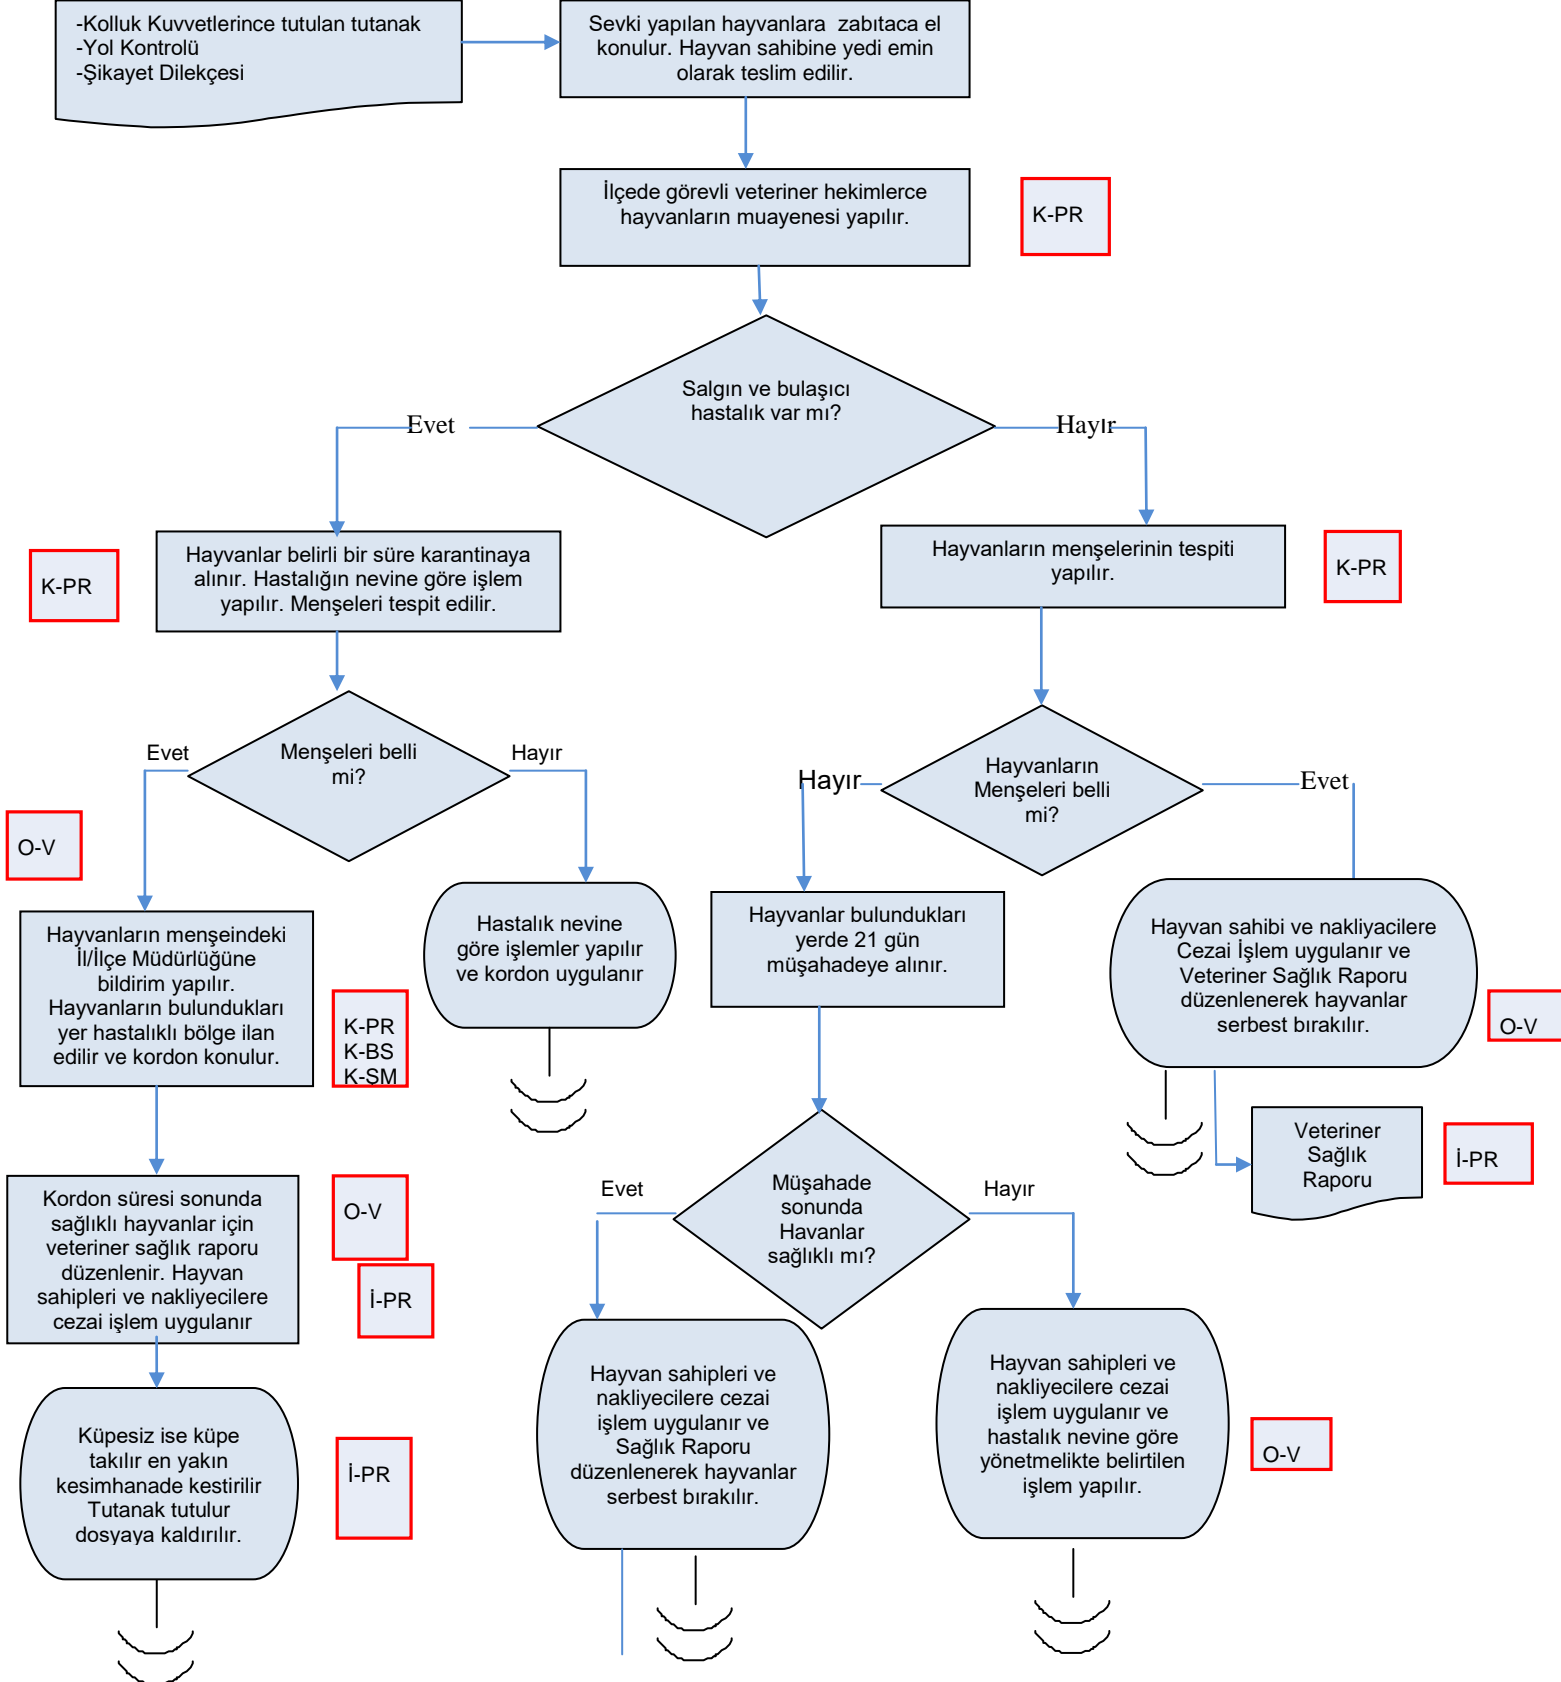 -Kolluk Kuvvetlerince tutulan tutanak
-Yol Kontrolü
-Şikayet Dilekçesi
Sevki yapılan hayvanlara zabıtaca el
konulur. Hayvan sahibine yedi emin
olarak teslim edilir.
İlçede görevli veteriner hekimlerce
hayvanların muayenesi yapılır.
K-PR
Salgın ve bulaşıcı
hastalık var mı?
Evet
Hayır
K-PR
Hayvanlar belirli bir süre karantinaya
alınır. Hastalığın nevine göre işlem
yapılır. Menşeleri tespit edilir.
Hayvanların menşelerinin tespiti
yapılır.
K-PR
Evet
Menşeleri belli
mi?
Hayır
Hayır
Hayvanların
Menşeleri belli
mi?
Evet
O-V
Hayvanların menşeindeki
İl/İlçe Müdürlüğüne
bildirim yapılır.
Hayvanların bulundukları
yer hastalıklı bölge ilan
edilir ve kordon konulur.
K-PR
K-BS
K-ŞM
Hastalık nevine
göre işlemler yapılır
ve kordon uygulanır
Hayvanlar bulundukları
yerde 21 gün
müşahadeye alınır.
Hayvan sahibi ve nakliyacilere
Cezai İşlem uygulanır ve
Veteriner Sağlık Raporu
düzenlenerek hayvanlar
serbest bırakılır.
O-V
Veteriner
Sağlık
Raporu
İ-PR
Kordon süresi sonunda
sağlıklı hayvanlar için
veteriner sağlık raporu
düzenlenir. Hayvan
sahipleri ve nakliyecilere
cezai işlem uygulanır
O-V
İ-PR
Evet
Müşahade
sonunda
Havanlar
sağlıklı mı?
Hayır
Küpesiz ise küpe
takılır en yakın
kesimhanade kestirilir
Tutanak tutulur
dosyaya kaldırılır.
İ-PR
Hayvan sahipleri ve
nakliyecilere cezai
işlem uygulanır ve
Sağlık Raporu
düzenlenerek hayvanlar
serbest bırakılır.
Hayvan sahipleri ve
nakliyecilere cezai
işlem uygulanır ve
hastalık nevine göre
yönetmelikte belirtilen
işlem yapılır.
O-V